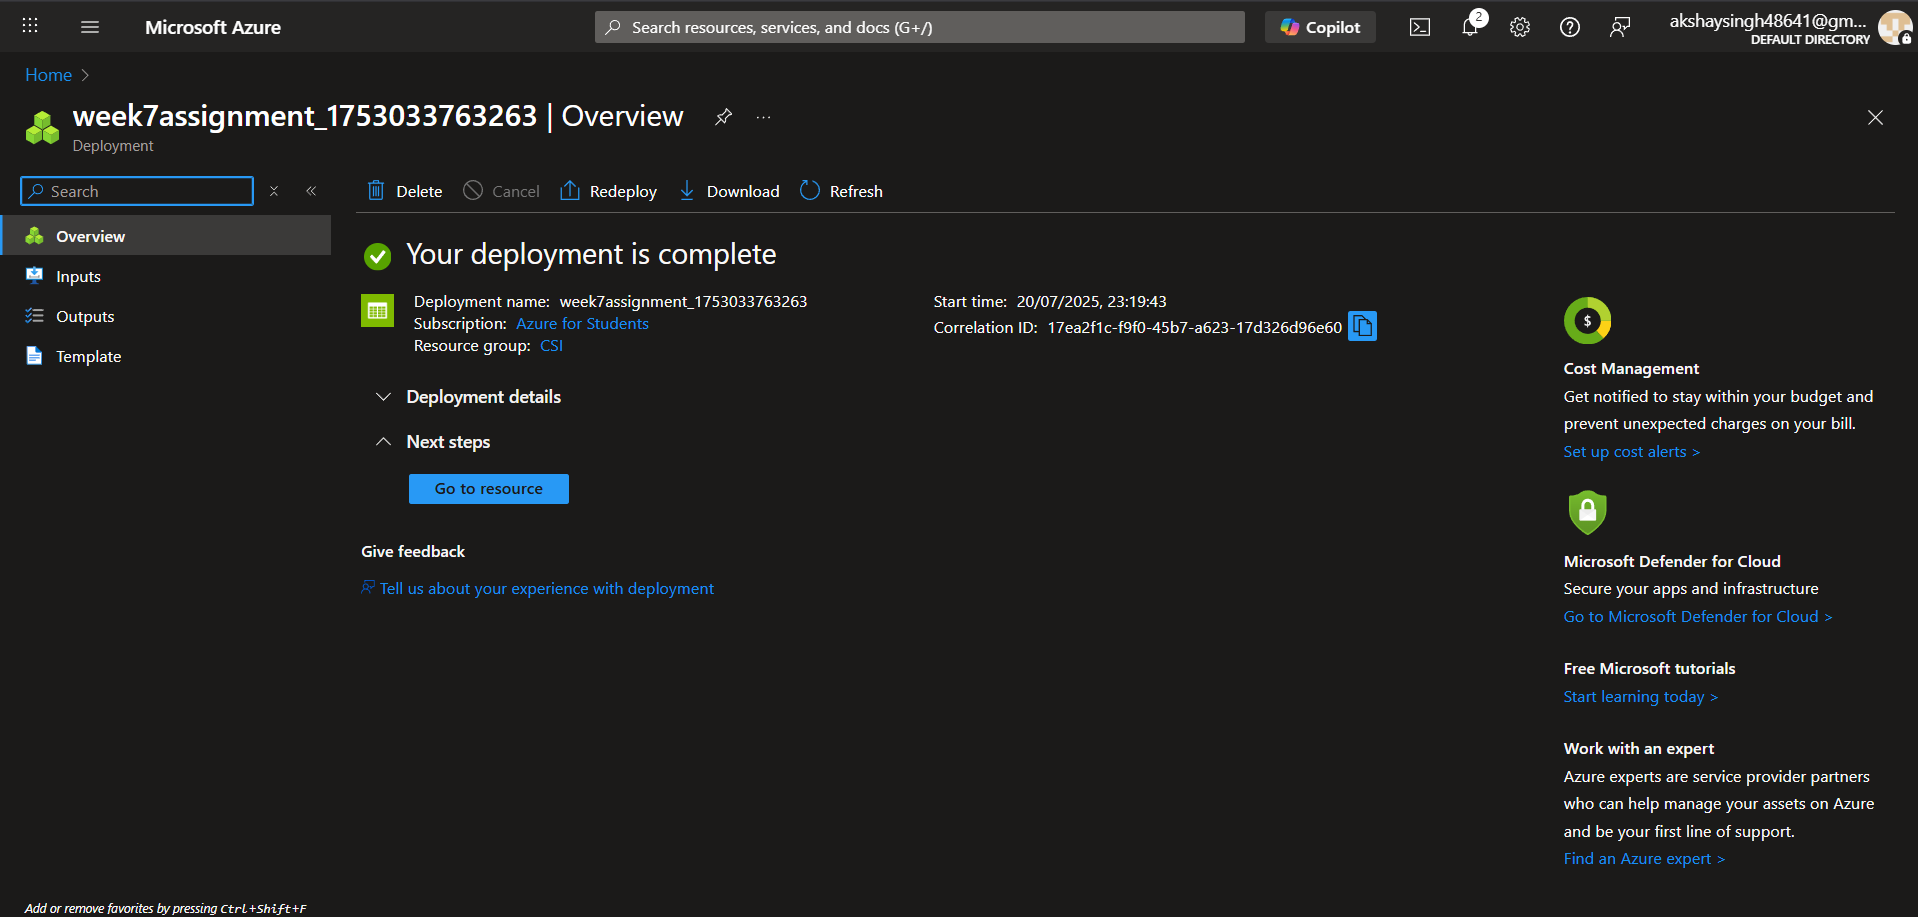 Microsoft Azure
Search resources, services, and docs (G+/)
Copilot
2
akshaysingh48641@gm...
DEFAULT DIRECTORY
Home
week7assignment_1753033763263 | Overview
Deployment
Search
Overview
Inputs
Outputs
Template
Delete
Cancel
Redeploy
Download
Refresh
Your deployment is complete
Deployment name: week7assignment_1753033763263
Subscription: Azure for Students
Resource group: CSI
Start time: 20/07/2025, 23:19:43
Correlation ID: 17ea2f1c-f9f0-45b7-a623-17d326d96e60
Deployment details
Next steps
Go to resource
Give feedback
Tell us about your experience with deployment
$
Cost Management
Get notified to stay within your budget and
prevent unexpected charges on your bill.
Set up cost alerts >
Microsoft Defender for Cloud
Secure your apps and infrastructure
Go to Microsoft Defender for Cloud >
Free Microsoft tutorials
Start learning today >
Work with an expert
Azure experts are service provider partners
who can help manage your assets on Azure
and be your first line of support.
Find an Azure expert >
Add or remove favorites by pressing Ctrl+Shift+F